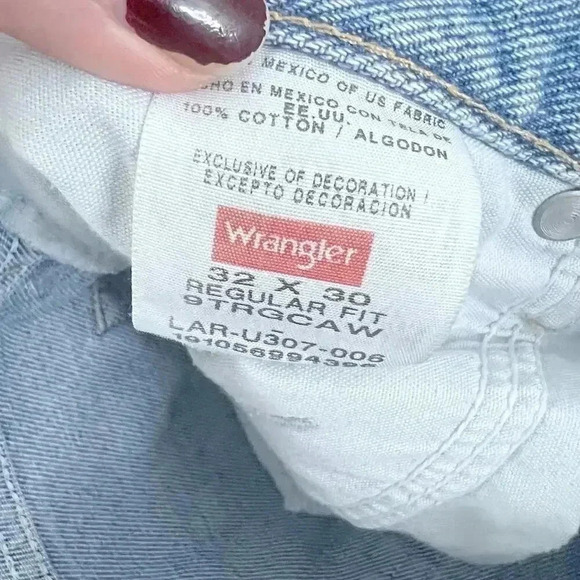 MEXICO OF US FABRIC
EN MEXICO CON TELA DE
EE.UU.
100% COTTON / ALGODON
EXCLUSIVE OF DECORATION /
EXCEPTO DECORACION
Wrangler
32 X 30
REGULAR FIT
9TRGCAW
LAR-U307-006